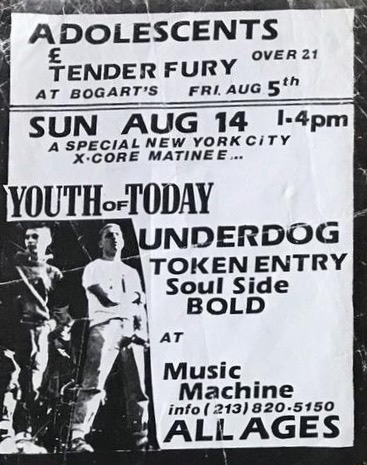 ADOLESCENTS
£ OVER 21
TENDER FURY
AT BOGART'S FRI. AUG 5th
SUN AUG 14 1-4pm
A SPECIAL NEW YORK CiTY
X-CORE MATINEE...
YOUTH OF TODAY
UNDERDOG
TOKEN ENTRY
Soul Side
BOLD
AT
Music
Machine
info (213) 820-5150
ALL AGES